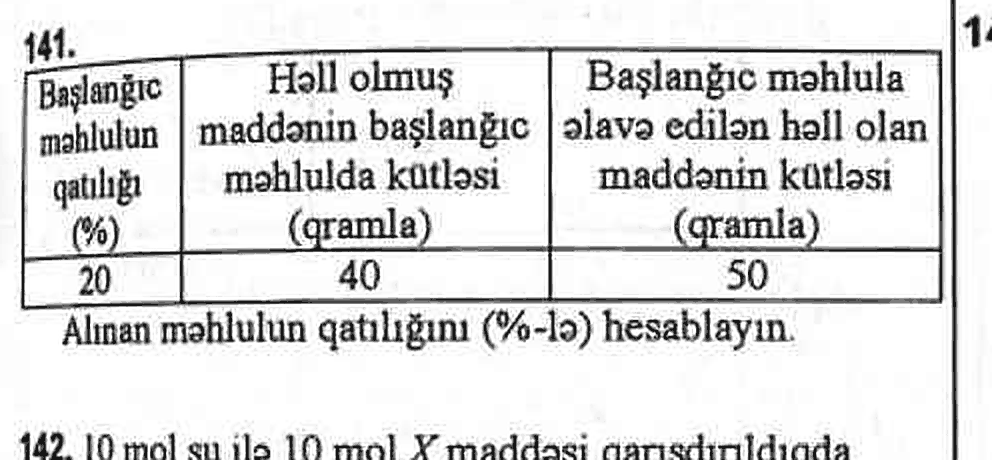 141.
Başlanğıc məhlulun qatılığı (%)
Həll olmuş maddənin başlanğıc məhlulda kütləsi (qramla)
Başlanğıc məhlula əlavə edilən həll olan maddənin kütləsi (qramla)
20 40 50
Alınan məhlulun qatılığını (%-lə) hesablayın.
142. 10 mol su ilə 10 mol X maddəsi qarışdırıldıqda